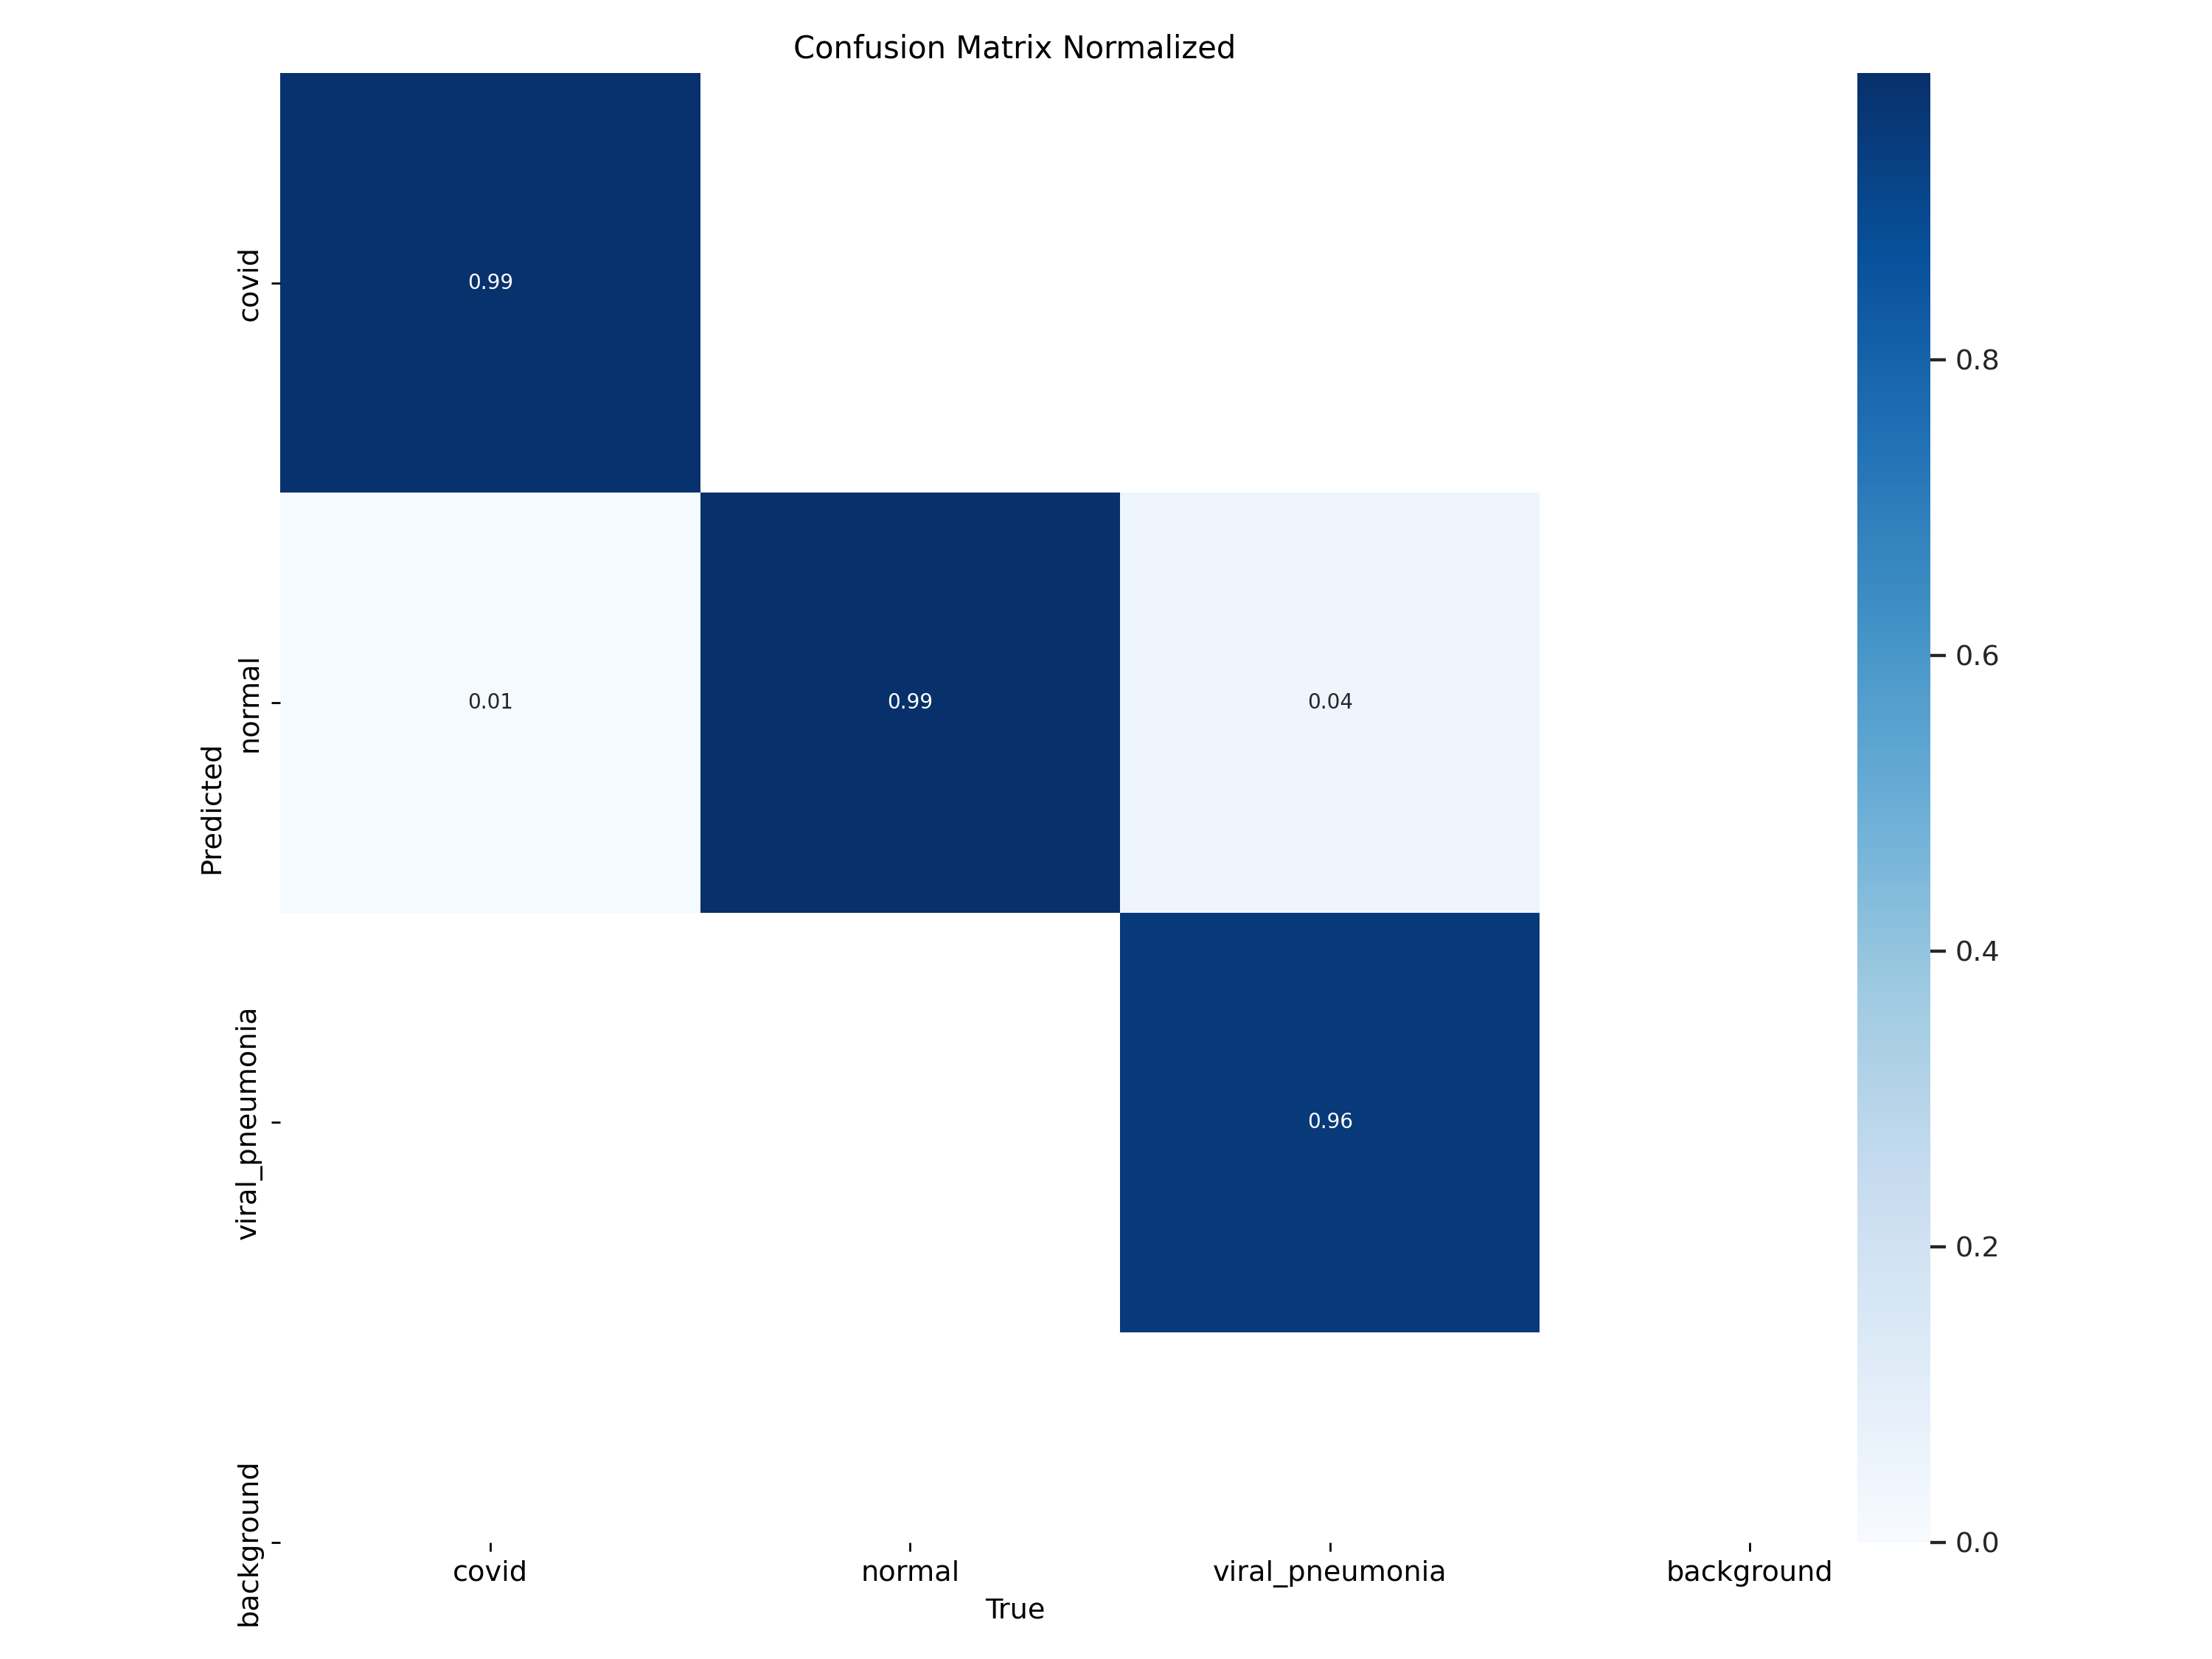 Confusion Matrix Normalized
covid
0.99
0.8
normal
0.01
0.99
0.04
0.6
Predicted
0.4
viral_pneumonia
0.96
0.2
background
0.0
covid
normal
viral_pneumonia
background
True